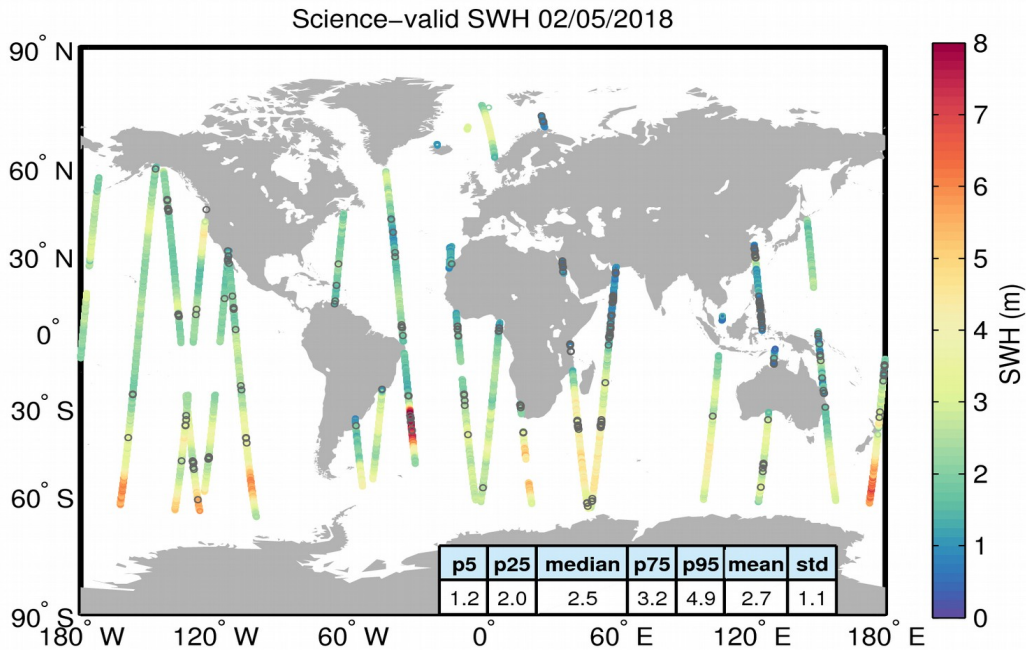 Science−valid SWH 02/05/2018
90° N
60° N
30° N
0°
30° S
60° S
90° S
180° W
120° W
60° W
0°
60° E
120° E
180° E
p5 p25 median p75 p95 mean std
1.2 2.0 2.5 3.2 4.9 2.7 1.1
8
7
6
5
4
3
2
1
0
SWH (m)